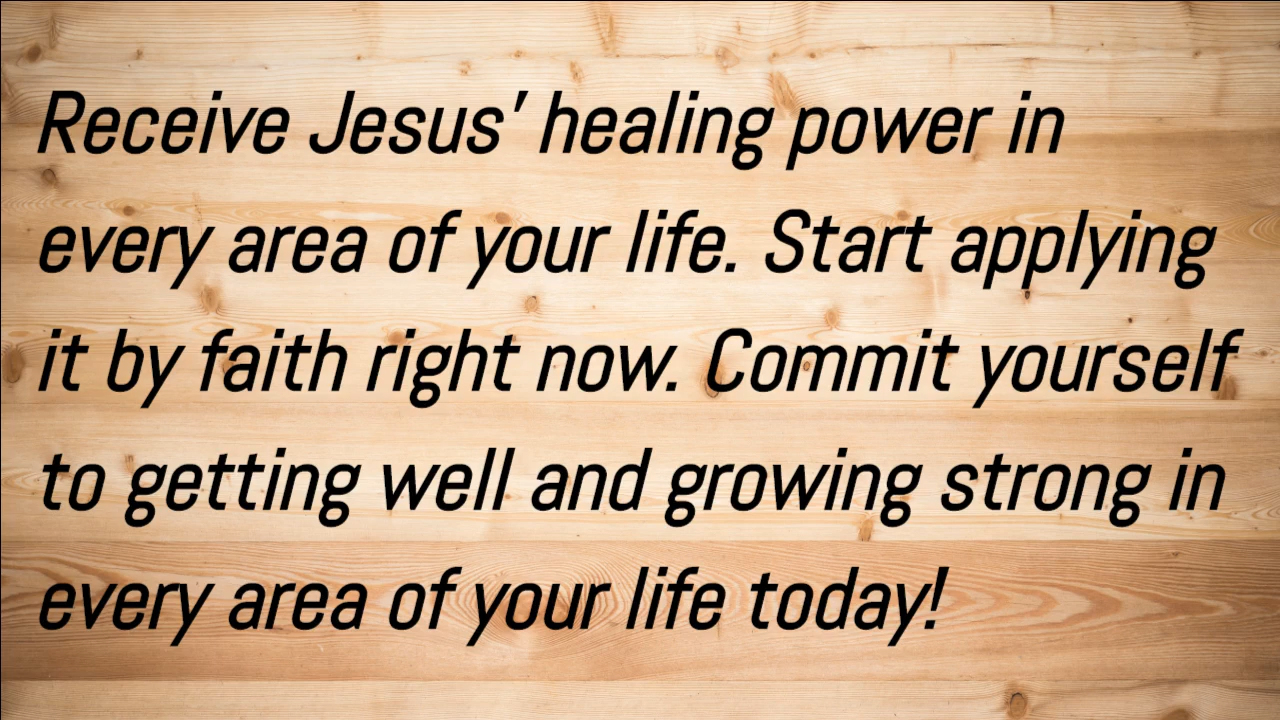 Receive Jesus’ healing power in
every area of your life. Start applying
it by faith right now. Commit yourself
to getting well and growing strong in
every area of your life today!